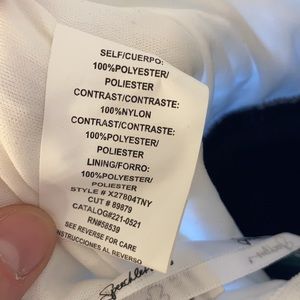 SELF/CUERPO:
100%POLYESTER/
POLIESTER
CONTRAST/CONTRASTE:
100%NYLON
CONTRAST/CONTRASTE:
100%POLYESTER/
POLIESTER
LINING/FORRO:
100%POLYESTER/
POLIESTER
STYLE # X27804TNY
CUT # 89879
CATALOG#221-0521
RN#58539
SEE REVERSE FOR CARE
INSTRUCCIONES AL REVERSO